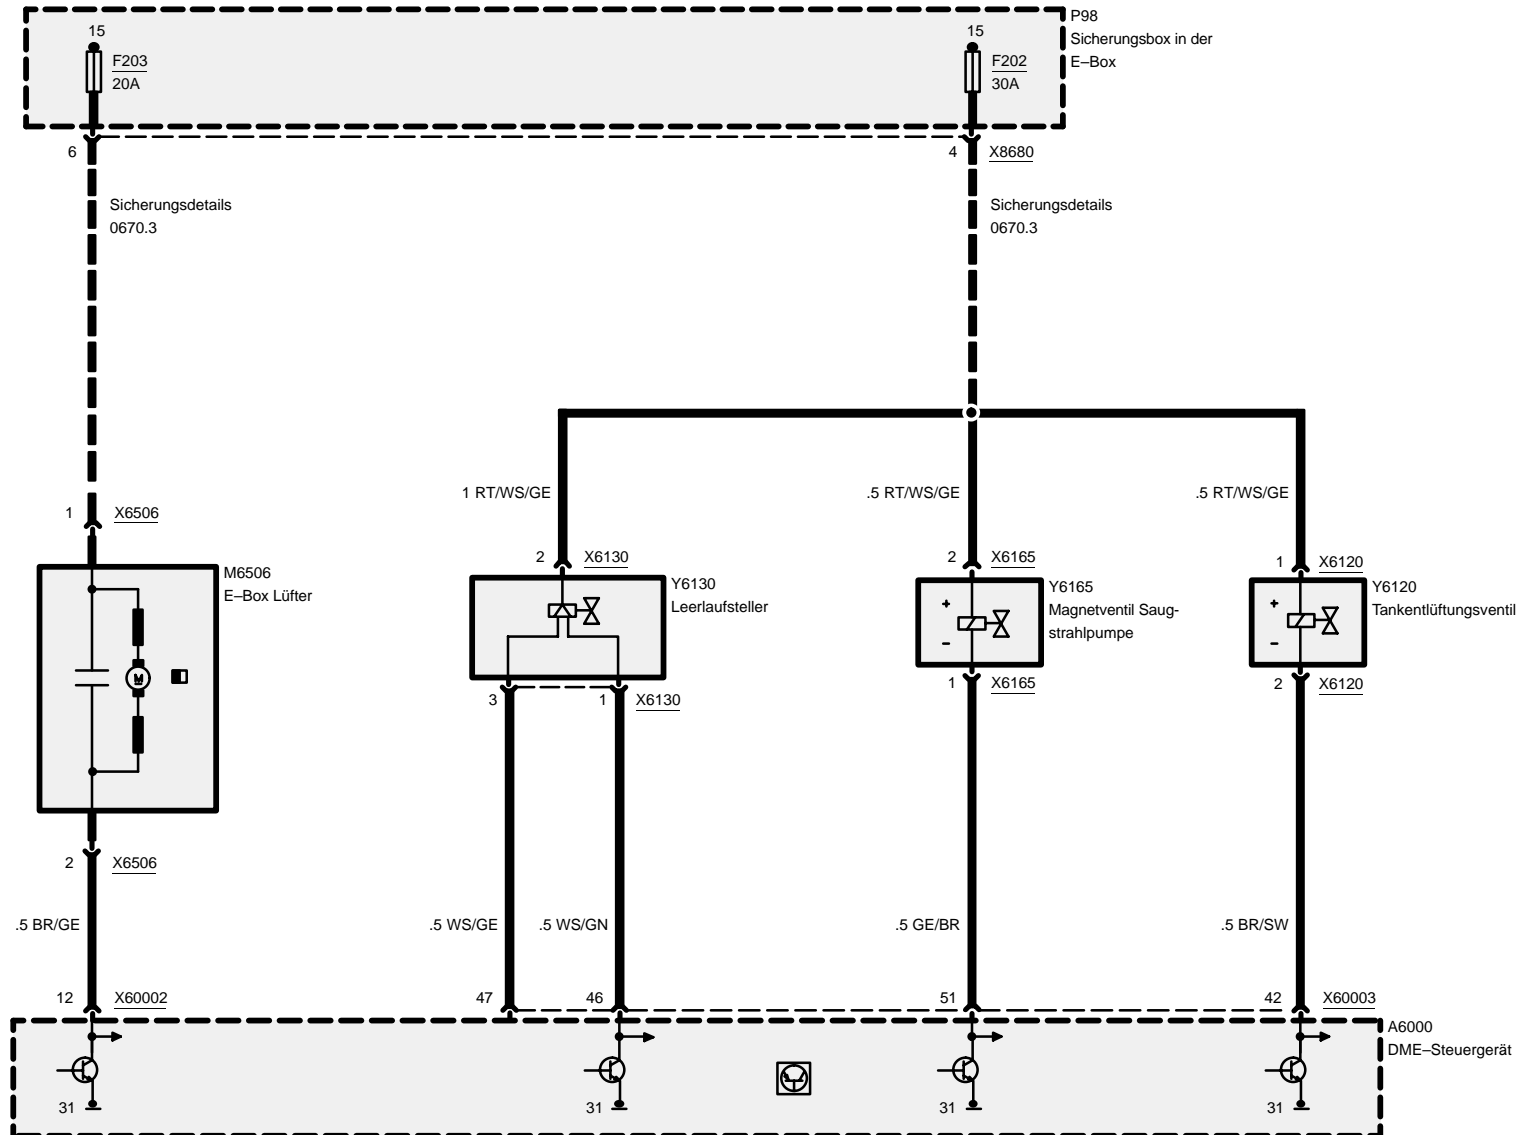 P98
Sicherungsbox in der
E–Box
15
F203
20A
15
F202
30A
6
4
X8680
Sicherungsdetails
0670.3
Sicherungsdetails
0670.3
1 RT/WS/GE
.5 RT/WS/GE
.5 RT/WS/GE
1
X6506
2
X6130
2
X6165
1
X6120
M6506
E–Box Lüfter
Y6130
Leerlaufsteller
Y6165
Magnetventil Saug-
strahlpumpe
Y6120
Tankentlüftungsventil
+
–
+
–
M
3
1
X6130
1
X6165
2
X6120
2
X6506
.5 BR/GE
.5 WS/GE
.5 WS/GN
.5 GE/BR
.5 BR/SW
12
X60002
47
46
51
42
X60003
A6000
DME–Steuergerät
31
31
31
31